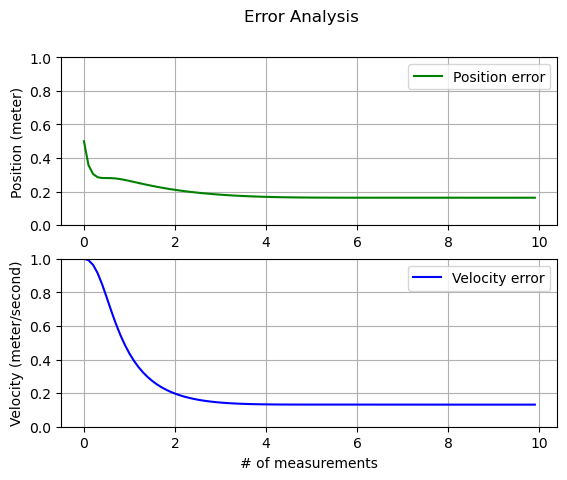 Error Analysis
Position (meter)
1.0
0.8
0.6
0.4
0.2
0.0
Position error
0 2 4 6 8 10
Velocity (meter/second)
1.0
0.8
0.6
0.4
0.2
0.0
Velocity error
0 2 4 6 8 10
# of measurements